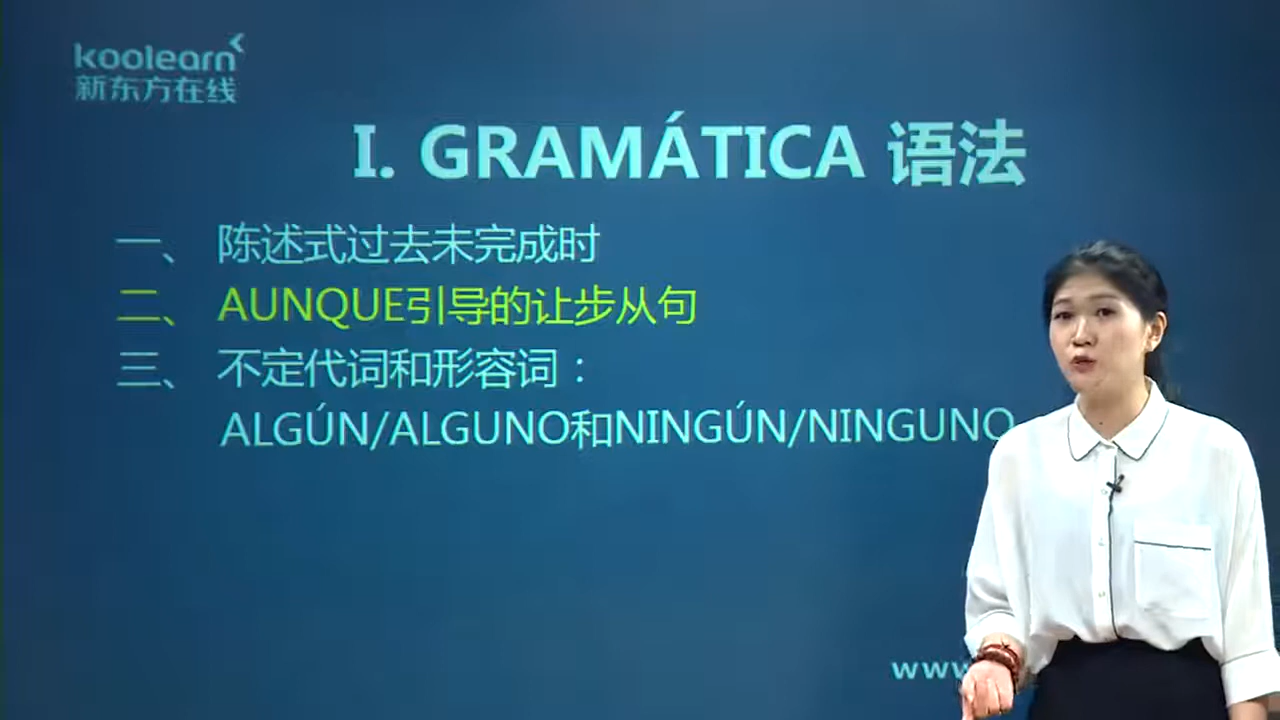 koolearn
新东方在线
I. GRAMÁTICA 语法
一、 陈述式过去未完成时
二、 AUNQUE引导的让步从句
三、 不定代词和形容词：
ALGÚN/ALGUNO和NINGÚN/NINGUNO
www